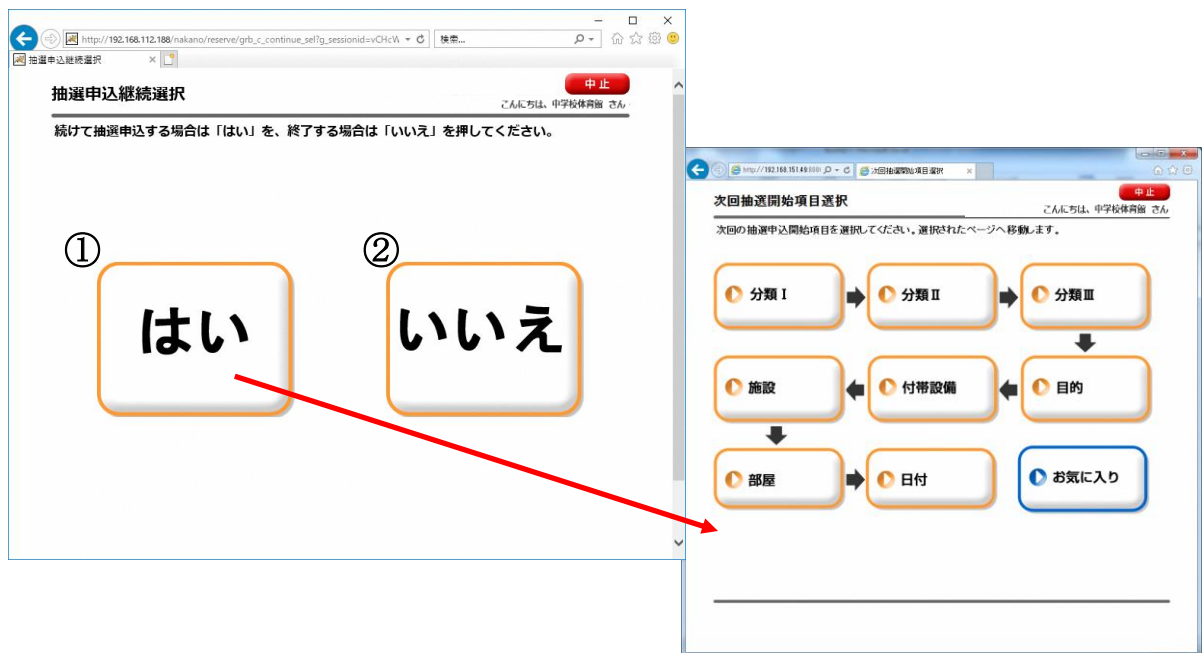 http://192.168.112.188/nakano/reserve/grb_c_continue_sel?g_sessionid=vCHcW
検索...
抽選申込継続選択
抽選申込継続選択
中止
こんにちは、中学校体育館 さん
続けて抽選申込する場合は「はい」を、終了する場合は「いいえ」を押してください。
①
②
はい
いいえ
次回抽選開始項目選択
次回抽選開始項目選択
中止
こんにちは、中学校体育館 さん
次回の抽選申込開始項目を選択してください。選択されたページへ移動します。
分類Ⅰ
分類Ⅱ
分類Ⅲ
施設
付帯設備
目的
部屋
日付
お気に入り